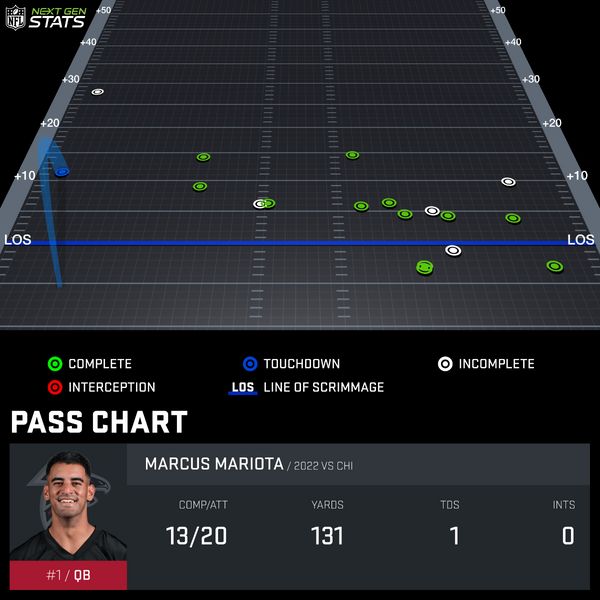 NFL NEXT GEN STATS
+50 +50
+40 +40
+30 +30
+20 +20
+10 +10
LOS LOS
COMPLETE TOUCHDOWN INCOMPLETE
INTERCEPTION LOS LINE OF SCRIMMAGE
PASS CHART
MARCUS MARIOTA / 2022 VS CHI
COMP/ATT YARDS TDS INTS
13/20 131 1 0
#1 / QB